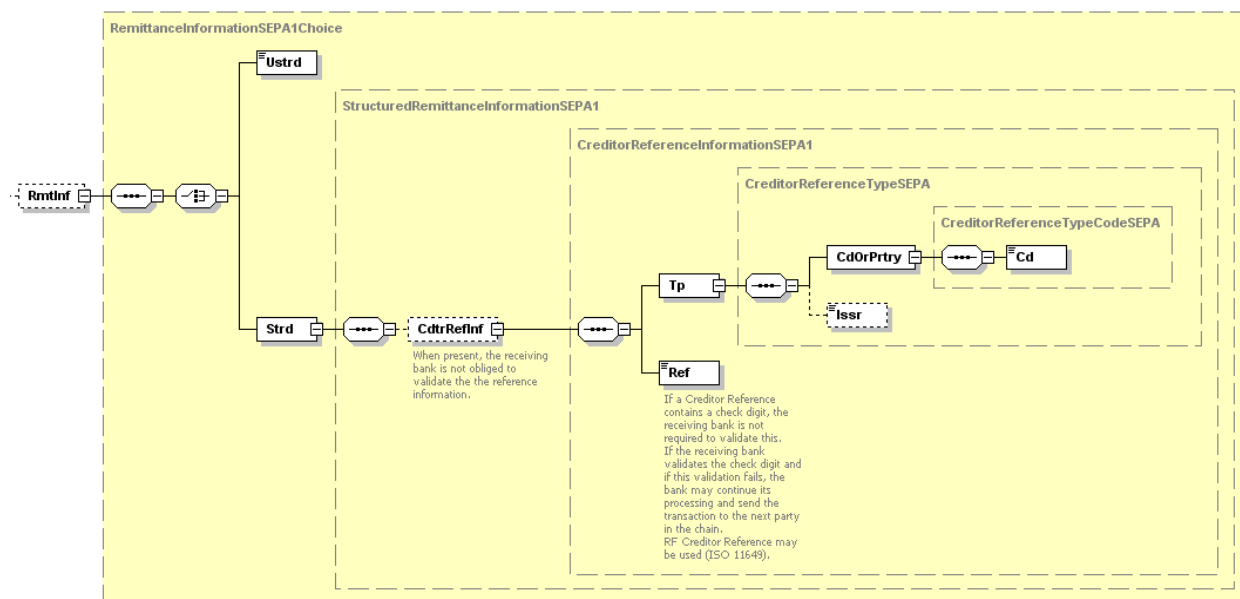 RemittanceInformationSEPA1Choice
Ustrd
StructuredRemittanceInformationSEPA1
CreditorReferenceInformationSEPA1
CreditorReferenceTypeSEPA
CreditorReferenceTypeCodeSEPA
RmtInf
CdOrPrtry
Cd
Tp
Issr
Strd
CdtrRefInf
When present, the receiving
bank is not obliged to
validate the the reference
information.
Ref
If a Creditor Reference
contains a check digit, the
receiving bank is not
required to validate this.
If the receiving bank
validates the check digit and
if this validation fails, the
bank may continue its
processing and send the
transaction to the next party
in the chain.
RF Creditor Reference may
be used (ISO 11649).